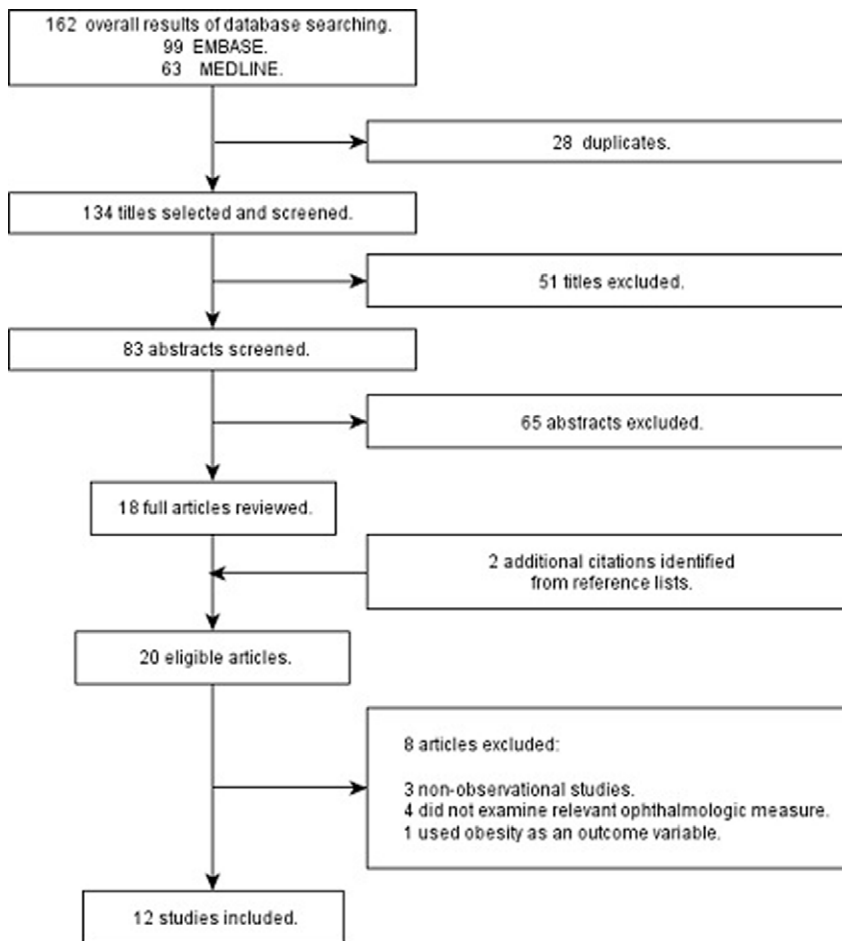 162 overall results of database searching.
99 EMBASE.
63 MEDLINE.
28 duplicates.
134 titles selected and screened.
51 titles excluded.
83 abstracts screened.
65 abstracts excluded.
18 full articles reviewed.
2 additional citations identified
from reference lists.
20 eligible articles.
8 articles excluded:
3 non-observational studies.
4 did not examine relevant ophthalmologic measure.
1 used obesity as an outcome variable.
12 studies included.